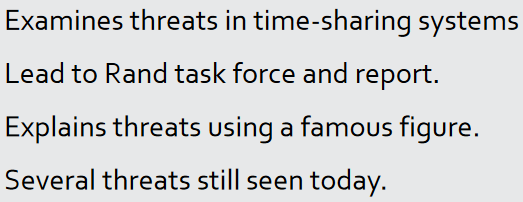 Examines threats in time-sharing systems
Lead to Rand task force and report.
Explains threats using a famous figure.
Several threats still seen today.